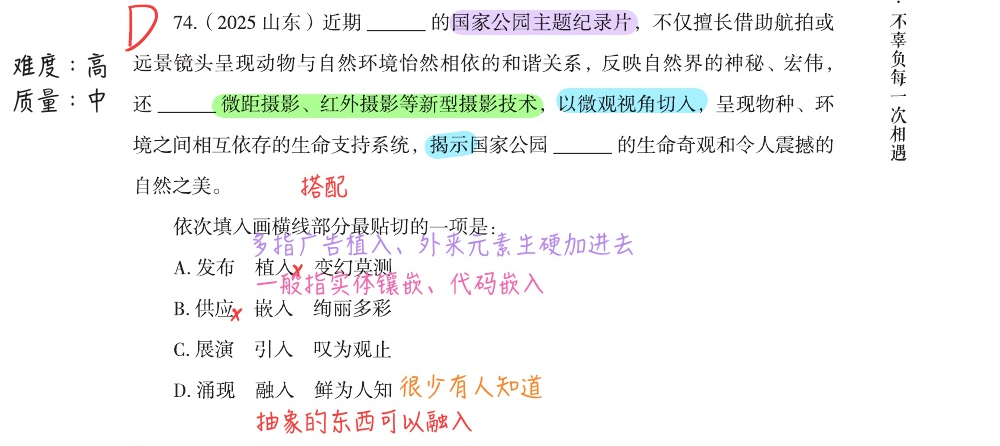 D
74.（2025 山东）近期 ______ 的国家公园主题纪录片，不仅擅长借助航拍或
难度：高
远景镜头呈现动物与自然环境怡然相依的和谐关系，反映自然界的神秘、宏伟，
质量：中
还 ______ 微距摄影、红外摄影等新型摄影技术，以微观视角切入，呈现物种、环
境之间相互依存的生命支持系统，揭示国家公园 ______ 的生命奇观和令人震撼的
自然之美。
搭配
依次填入画横线部分最贴切的一项是：
多指广告植入、外来元素生硬加进去
A. 发布 植入 变幻莫测
一般指实体镶嵌、代码嵌入
B. 供应 嵌入 绚丽多彩
C. 展演 引入 叹为观止
D. 涌现 融入 鲜为人知
很少有人知道
抽象的东西可以融入
·不辜负每一次相遇